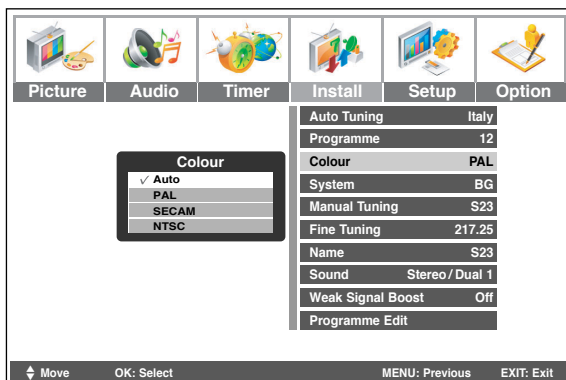 Picture Audio Timer Install Setup Option
Auto Tuning Italy
Programme 12
Colour PAL
System BG
Manual Tuning S23
Fine Tuning 217.25
Name S23
Sound Stereo / Dual 1
Weak Signal Boost Off
Programme Edit
Colour
✓ Auto
PAL
SECAM
NTSC
Move OK: Select MENU: Previous EXIT: Exit